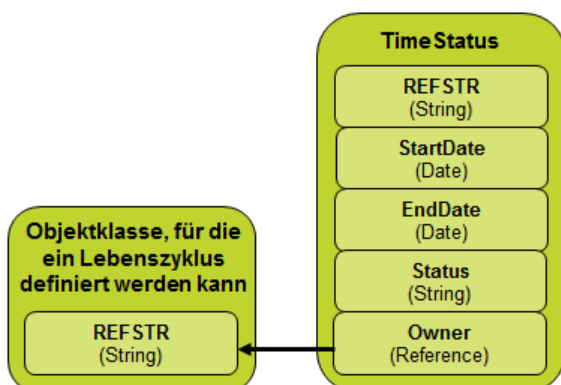 TimeStatus
REFSTR
(String)
StartDate
(Date)
EndDate
(Date)
Status
(String)
Owner
(Reference)
Objektklasse, für die
ein Lebenszyklus
definiert werden kann
REFSTR
(String)